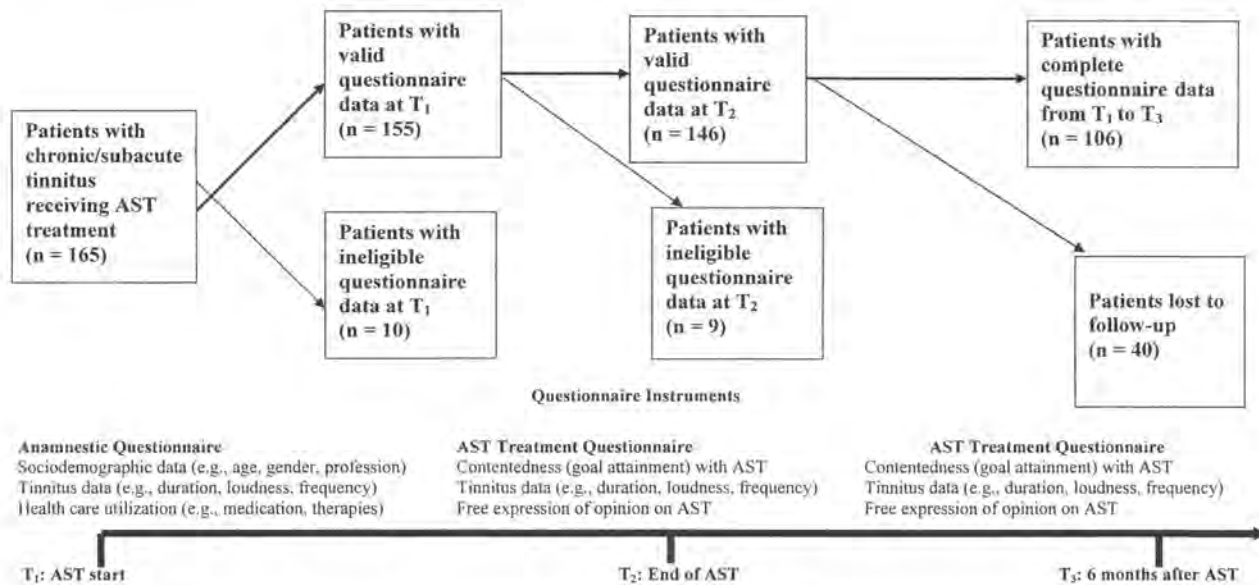 Patients with
chronic/subacute
tinnitus
receiving AST
treatment
(n = 165)
Patients with
valid
questionnaire
data at T₁
(n = 155)
Patients with
ineligible
questionnaire
data at T₁
(n = 10)
Patients with
valid
questionnaire
data at T₂
(n = 146)
Patients with
ineligible
questionnaire
data at T₂
(n = 9)
Patients with
complete
questionnaire data
from T₁ to T₃
(n = 106)
Patients lost to
follow-up
(n = 40)
Questionnaire Instruments
Anamnestic Questionnaire
Sociodemographic data (e.g., age, gender, profession)
Tinnitus data (e.g., duration, loudness, frequency)
Health care utilization (e.g., medication, therapies)
AST Treatment Questionnaire
Contentedness (goal attainment) with AST
Tinnitus data (e.g., duration, loudness, frequency)
Free expression of opinion on AST
AST Treatment Questionnaire
Contentedness (goal attainment) with AST
Tinnitus data (e.g., duration, loudness, frequency)
Free expression of opinion on AST
T₁: AST start
T₂: End of AST
T₃: 6 months after AST